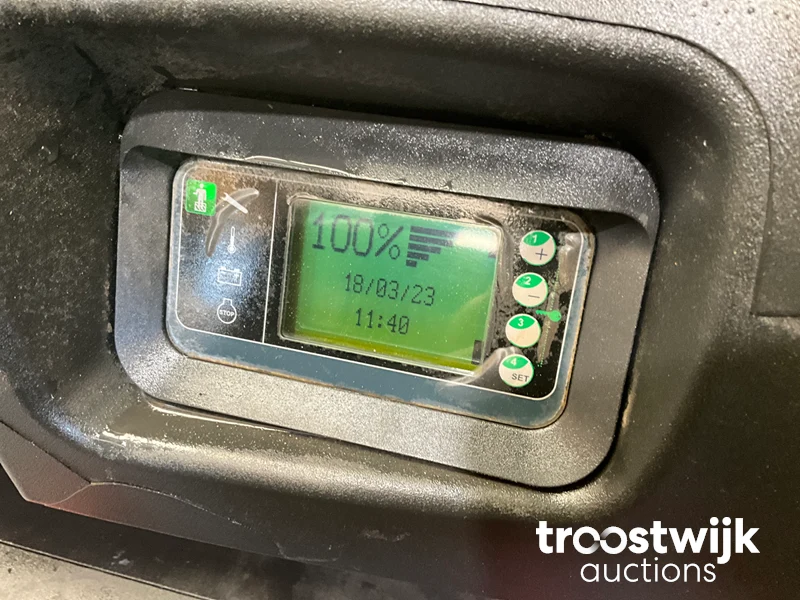 100%
18/03/23
11:40
STOP
1
+
2
-
3
4
SET
troostwijk
auctions